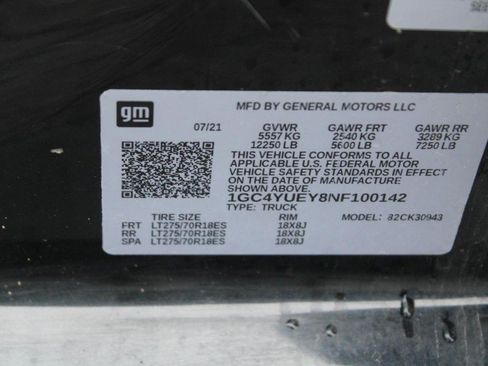 gm
MFD BY GENERAL MOTORS LLC
07/21 GVWR GAWR FRT GAWR RR
5557 KG 2540 KG 3289 KG
12250 LB 5600 LB 7250 LB
THIS VEHICLE CONFORMS TO ALL
APPLICABLE U.S. FEDERAL MOTOR
VEHICLE SAFETY STANDARDS IN EFFECT
ON THE DATE OF MANUFACTURE
SHOWN ABOVE.
1GC4YUEY8NF100142
TYPE: TRUCK
TIRE SIZE RIM MODEL: 82CK30943
FRT LT275/70R18ES 18X8J
RR LT275/70R18ES 18X8J
SPA LT275/70R18ES 18X8J